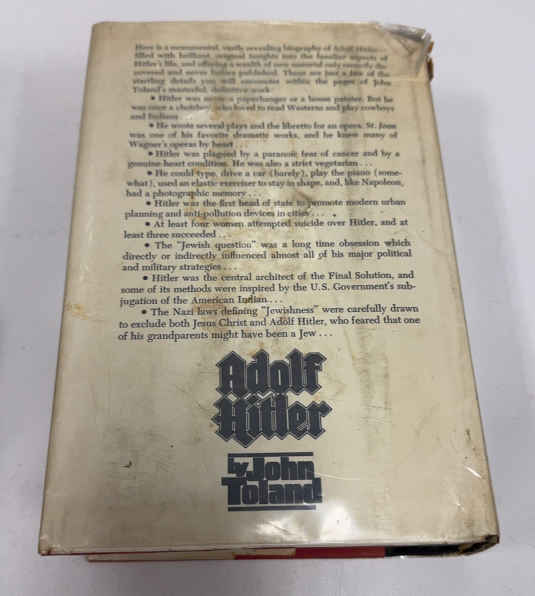 Here is a monumental, vastly revealing biography of Adolf Hitler—
filled with brilliant, original insights into the familiar aspects of
Hitler's life, and offering a wealth of new material only recently dis-
covered and never before published. These are just a few of the
startling details you will encounter within the pages of John
Toland's masterful, definitive work:
• Hitler was never a paperhanger or a house painter. But he
was once a choirboy, who loved to read Westerns and play cowboys
and Indians
• He wrote several plays and the libretto for an opera. St. Joan
was one of his favorite dramatic works, and he knew many of
Wagner's operas by heart . . .
• Hitler was plagued by a paranoic fear of cancer and by a
genuine heart condition. He was also a strict vegetarian . . .
• He could type, drive a car (barely), play the piano (some-
what), used an elastic exerciser to stay in shape, and, like Napoleon,
had a photographic memory . . .
• Hitler was the first head of state to promote modern urban
planning and anti-pollution devices in cities . . .
• At least four women attempted suicide over Hitler, and at
least three succeeded . . .
• The "Jewish question" was a long time obsession which
directly or indirectly influenced almost all of his major political
and military strategies . . .
• Hitler was the central architect of the Final Solution, and
some of its methods were inspired by the U.S. Government's sub-
jugation of the American Indian . . .
• The Nazi laws defining "Jewishness" were carefully drawn
to exclude both Jesus Christ and Adolf Hitler, who feared that one
of his grandparents might have been a Jew . . .
Adolf
Hitler
by John
Toland